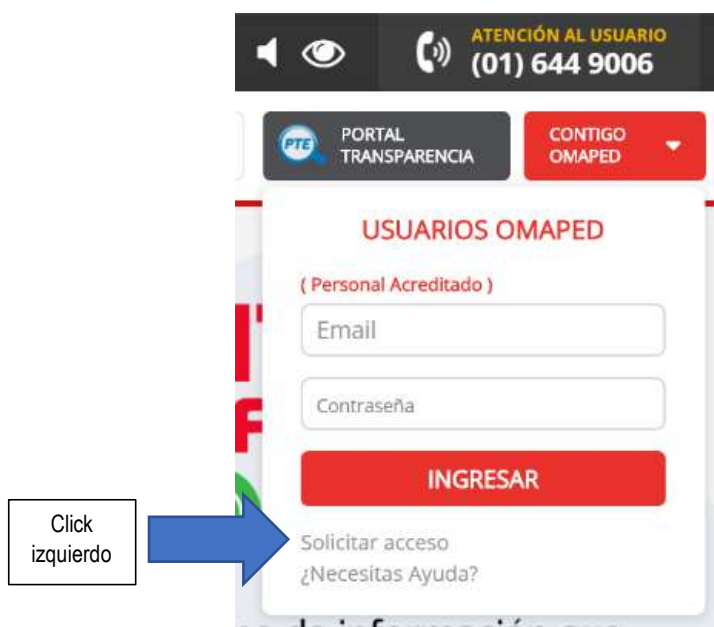 ATENCIÓN AL USUARIO
(01) 644 9006
PTE
PORTAL
TRANSPARENCIA
CONTIGO
OMAPED
USUARIOS OMAPED
( Personal Acreditado )
Email
Contraseña
INGRESAR
Click
izquierdo
Solicitar acceso
¿Necesitas Ayuda?